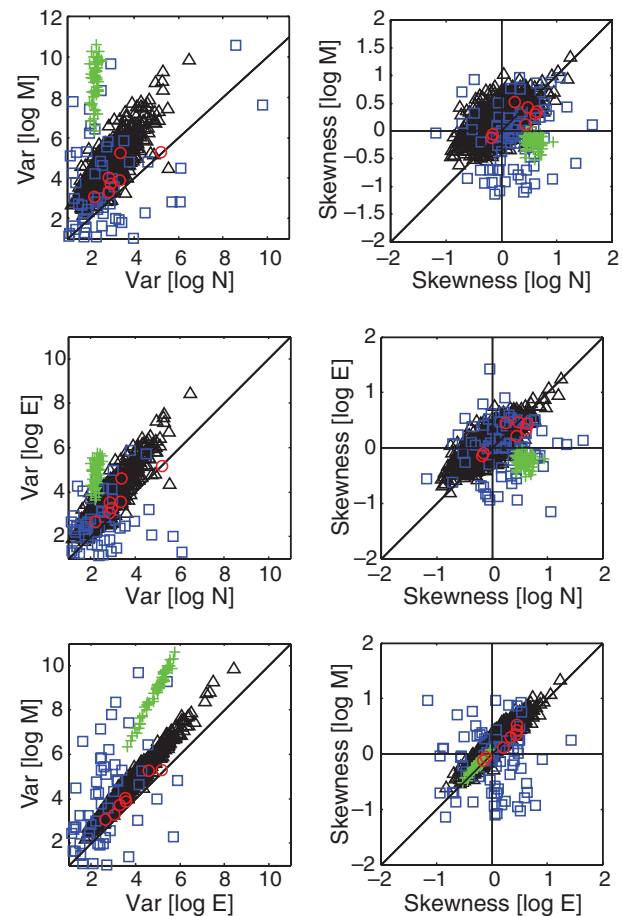 12
10
8
6
4
2
Var [log M]
2 4 6 8 10
Var [log N]
2
1.5
1
0.5
0
−0.5
−1
−1.5
−2
Skewness [log M]
−1 0 1 2
Skewness [log N]
10
8
6
4
2
Var [log E]
2 4 6 8 10
Var [log N]
2
1
0
−1
−2
Skewness [log E]
−2 −1 0 1 2
Skewness [log N]
10
8
6
4
2
Var [log M]
2 4 6 8 10
Var [log E]
2
1
0
−1
−2
Skewness [log M]
−2 −1 0 1 2
Skewness [log E]